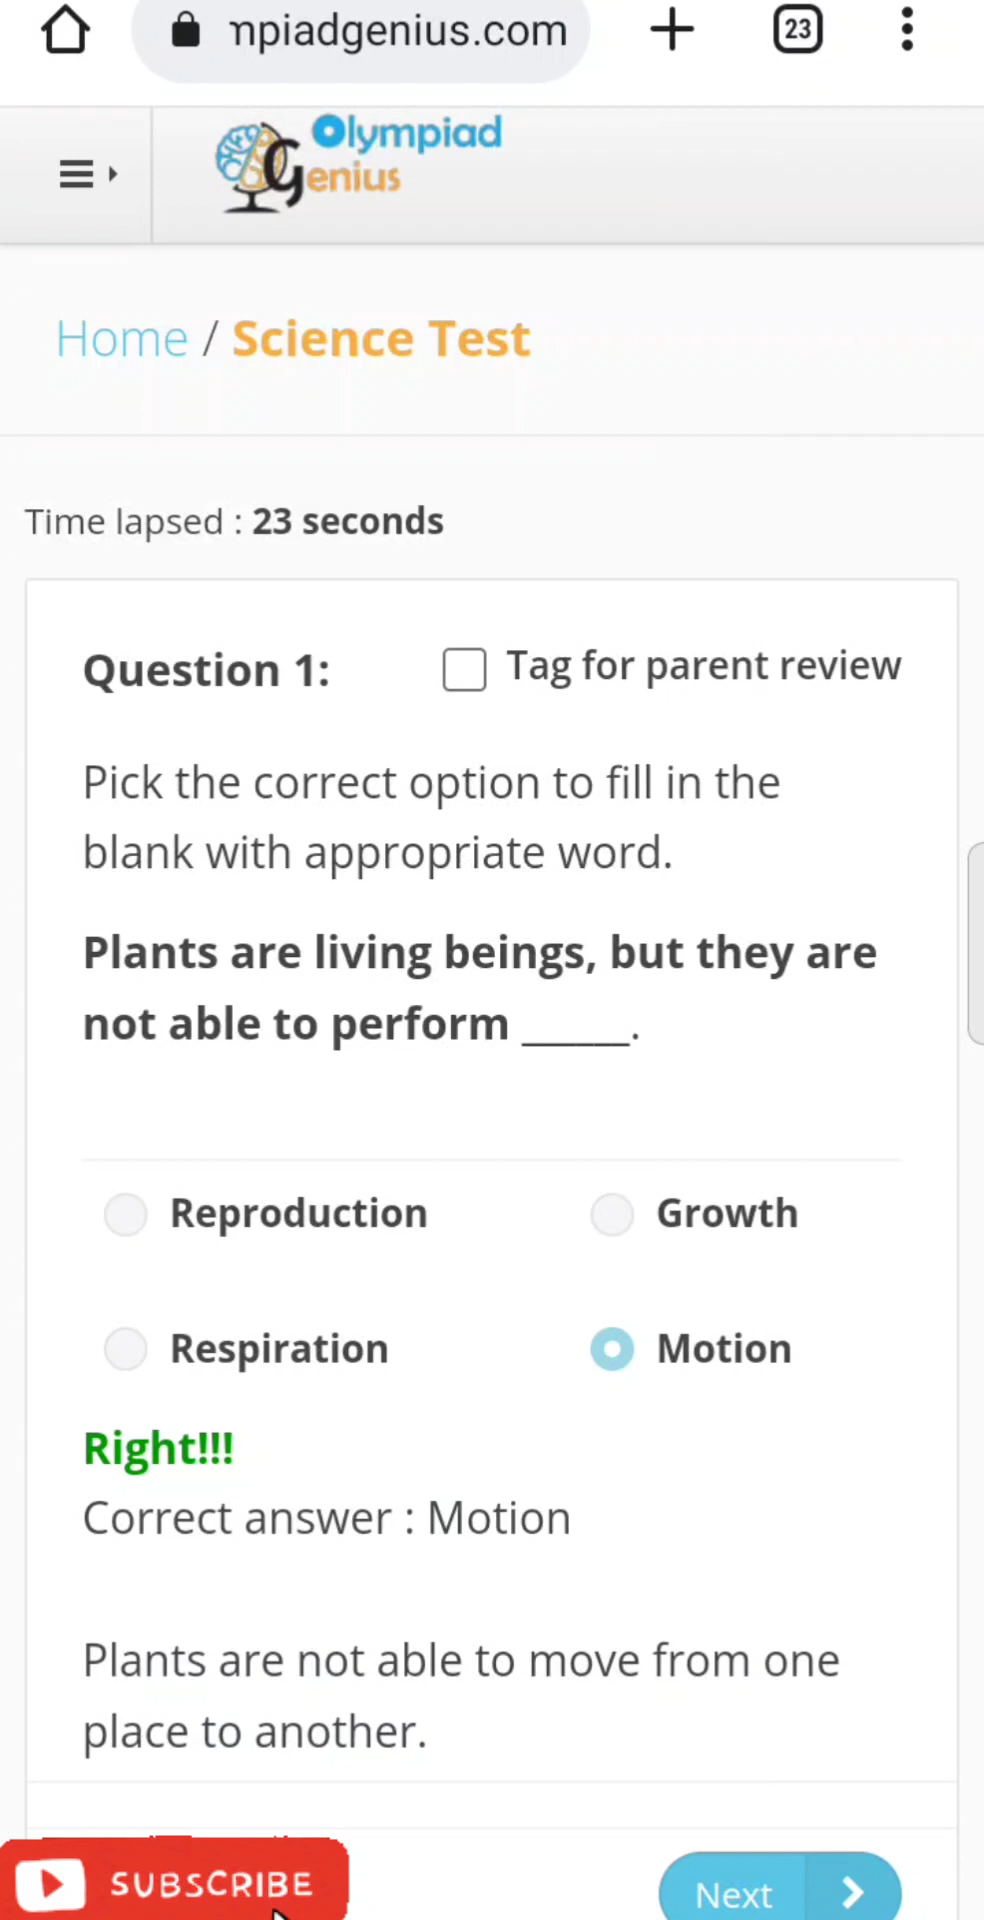 mpiadgenius.com
23
Olympiad
Genius
Home / Science Test
Time lapsed : 23 seconds
Question 1:
Tag for parent review
Pick the correct option to fill in the
blank with appropriate word.
Plants are living beings, but they are
not able to perform ______.
Reproduction
Growth
Respiration
Motion
Right!!!
Correct answer : Motion
Plants are not able to move from one
place to another.
SUBSCRIBE
Next